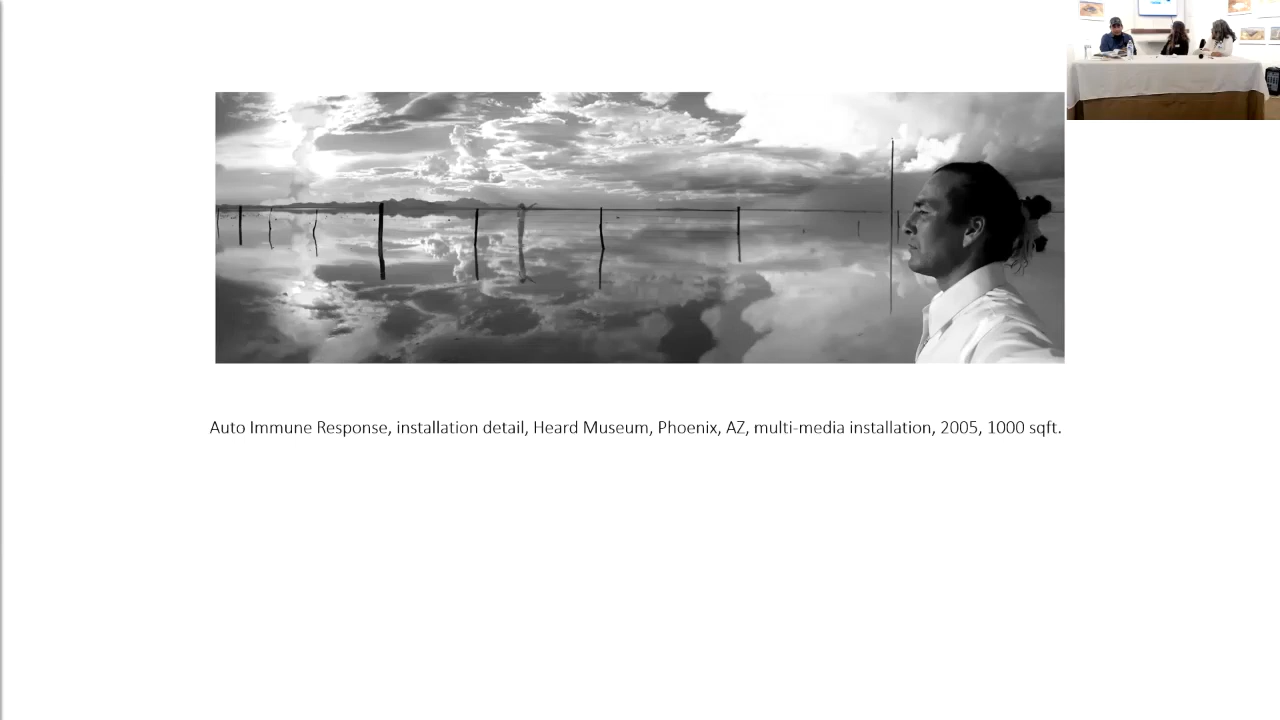 Auto Immune Response, installation detail, Heard Museum, Phoenix, AZ, multi-media installation, 2005, 1000 sqft.